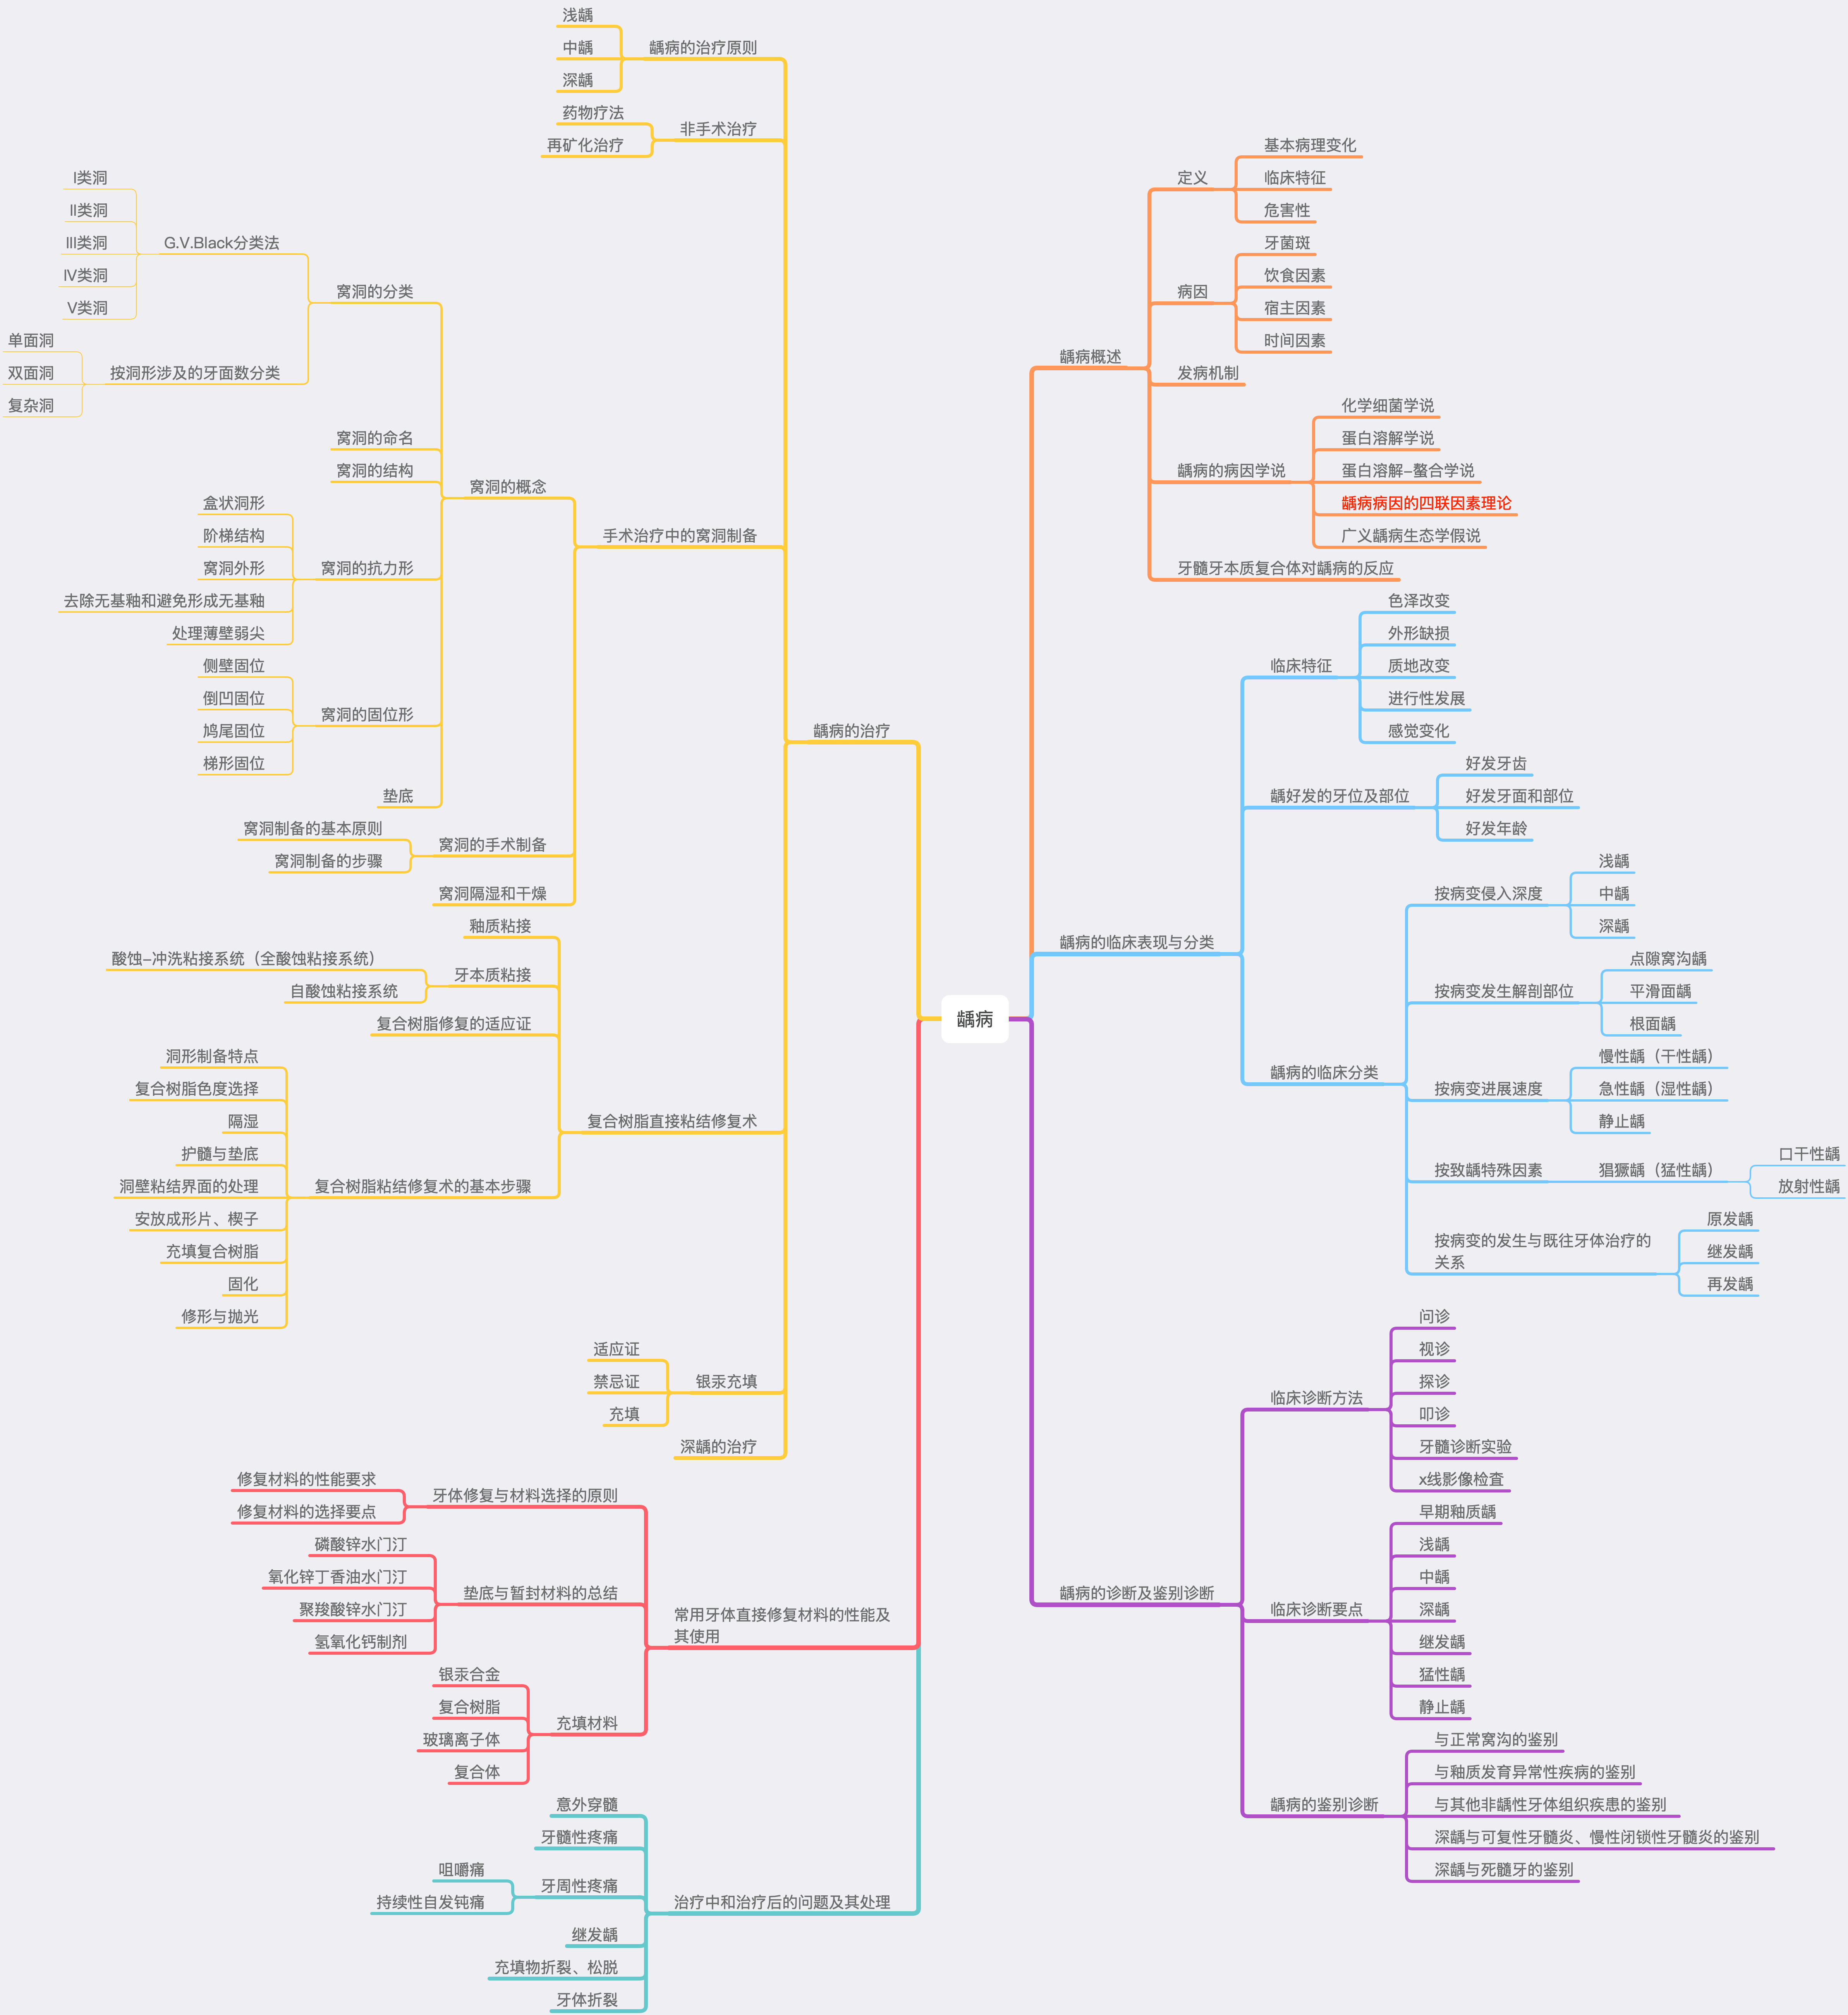 龋病
龋病概述
定义
基本病理变化
临床特征
危害性
病因
牙菌斑
饮食因素
宿主因素
时间因素
发病机制
龋病的病因学说
化学细菌学说
蛋白溶解学说
蛋白溶解–螯合学说
龋病病因的四联因素理论
广义龋病生态学假说
牙髓牙本质复合体对龋病的反应
龋病的临床表现与分类
临床特征
色泽改变
外形缺损
质地改变
进行性发展
感觉变化
龋好发的牙位及部位
好发牙齿
好发牙面和部位
好发年龄
龋病的临床分类
按病变侵入深度
浅龋
中龋
深龋
按病变发生解剖部位
点隙窝沟龋
平滑面龋
根面龋
按病变进展速度
慢性龋（干性龋）
急性龋（湿性龋）
静止龋
按致龋特殊因素
猖獗龋（猛性龋）
口干性龋
放射性龋
按病变的发生与既往牙体治疗的
关系
原发龋
继发龋
再发龋
龋病的诊断及鉴别诊断
临床诊断方法
问诊
视诊
探诊
叩诊
牙髓诊断实验
x线影像检查
临床诊断要点
早期釉质龋
浅龋
中龋
深龋
继发龋
猛性龋
静止龋
龋病的鉴别诊断
与正常窝沟的鉴别
与釉质发育异常性疾病的鉴别
与其他非龋性牙体组织疾患的鉴别
深龋与可复性牙髓炎、慢性闭锁性牙髓炎的鉴别
深龋与死髓牙的鉴别
龋病的治疗
龋病的治疗原则
浅龋
中龋
深龋
非手术治疗
药物疗法
再矿化治疗
手术治疗中的窝洞制备
窝洞的概念
窝洞的分类
G.V.Black分类法
I类洞
II类洞
III类洞
IV类洞
V类洞
按洞形涉及的牙面数分类
单面洞
双面洞
复杂洞
窝洞的命名
窝洞的结构
窝洞的抗力形
盒状洞形
阶梯结构
窝洞外形
去除无基釉和避免形成无基釉
处理薄壁弱尖
窝洞的固位形
侧壁固位
倒凹固位
鸠尾固位
梯形固位
垫底
窝洞的手术制备
窝洞制备的基本原则
窝洞制备的步骤
窝洞隔湿和干燥
复合树脂直接粘结修复术
釉质粘接
牙本质粘接
酸蚀–冲洗粘接系统（全酸蚀粘接系统）
自酸蚀粘接系统
复合树脂修复的适应证
复合树脂粘结修复术的基本步骤
洞形制备特点
复合树脂色度选择
隔湿
护髓与垫底
洞壁粘结界面的处理
安放成形片、楔子
充填复合树脂
固化
修形与抛光
银汞充填
适应证
禁忌证
充填
深龋的治疗
常用牙体直接修复材料的性能及
其使用
牙体修复与材料选择的原则
修复材料的性能要求
修复材料的选择要点
垫底与暂封材料的总结
磷酸锌水门汀
氧化锌丁香油水门汀
聚羧酸锌水门汀
氢氧化钙制剂
充填材料
银汞合金
复合树脂
玻璃离子体
复合体
治疗中和治疗后的问题及其处理
意外穿髓
牙髓性疼痛
牙周性疼痛
咀嚼痛
持续性自发钝痛
继发龋
充填物折裂、松脱
牙体折裂